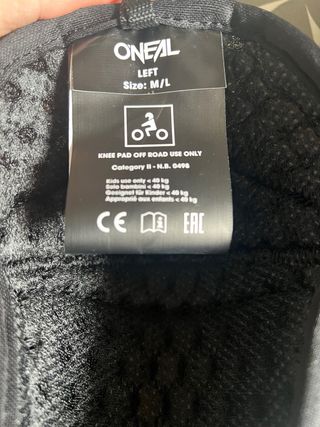 O'NEAL
LEFT
Size: M/L
KNEE PAD OFF ROAD USE ONLY
Category II - N.B. 0498
Kids use only < 40 kg
Solo bambini < 40 kg
Geeignet für Kinder < 40 kg
Approprié aux enfants < 40 kg
CE EAC